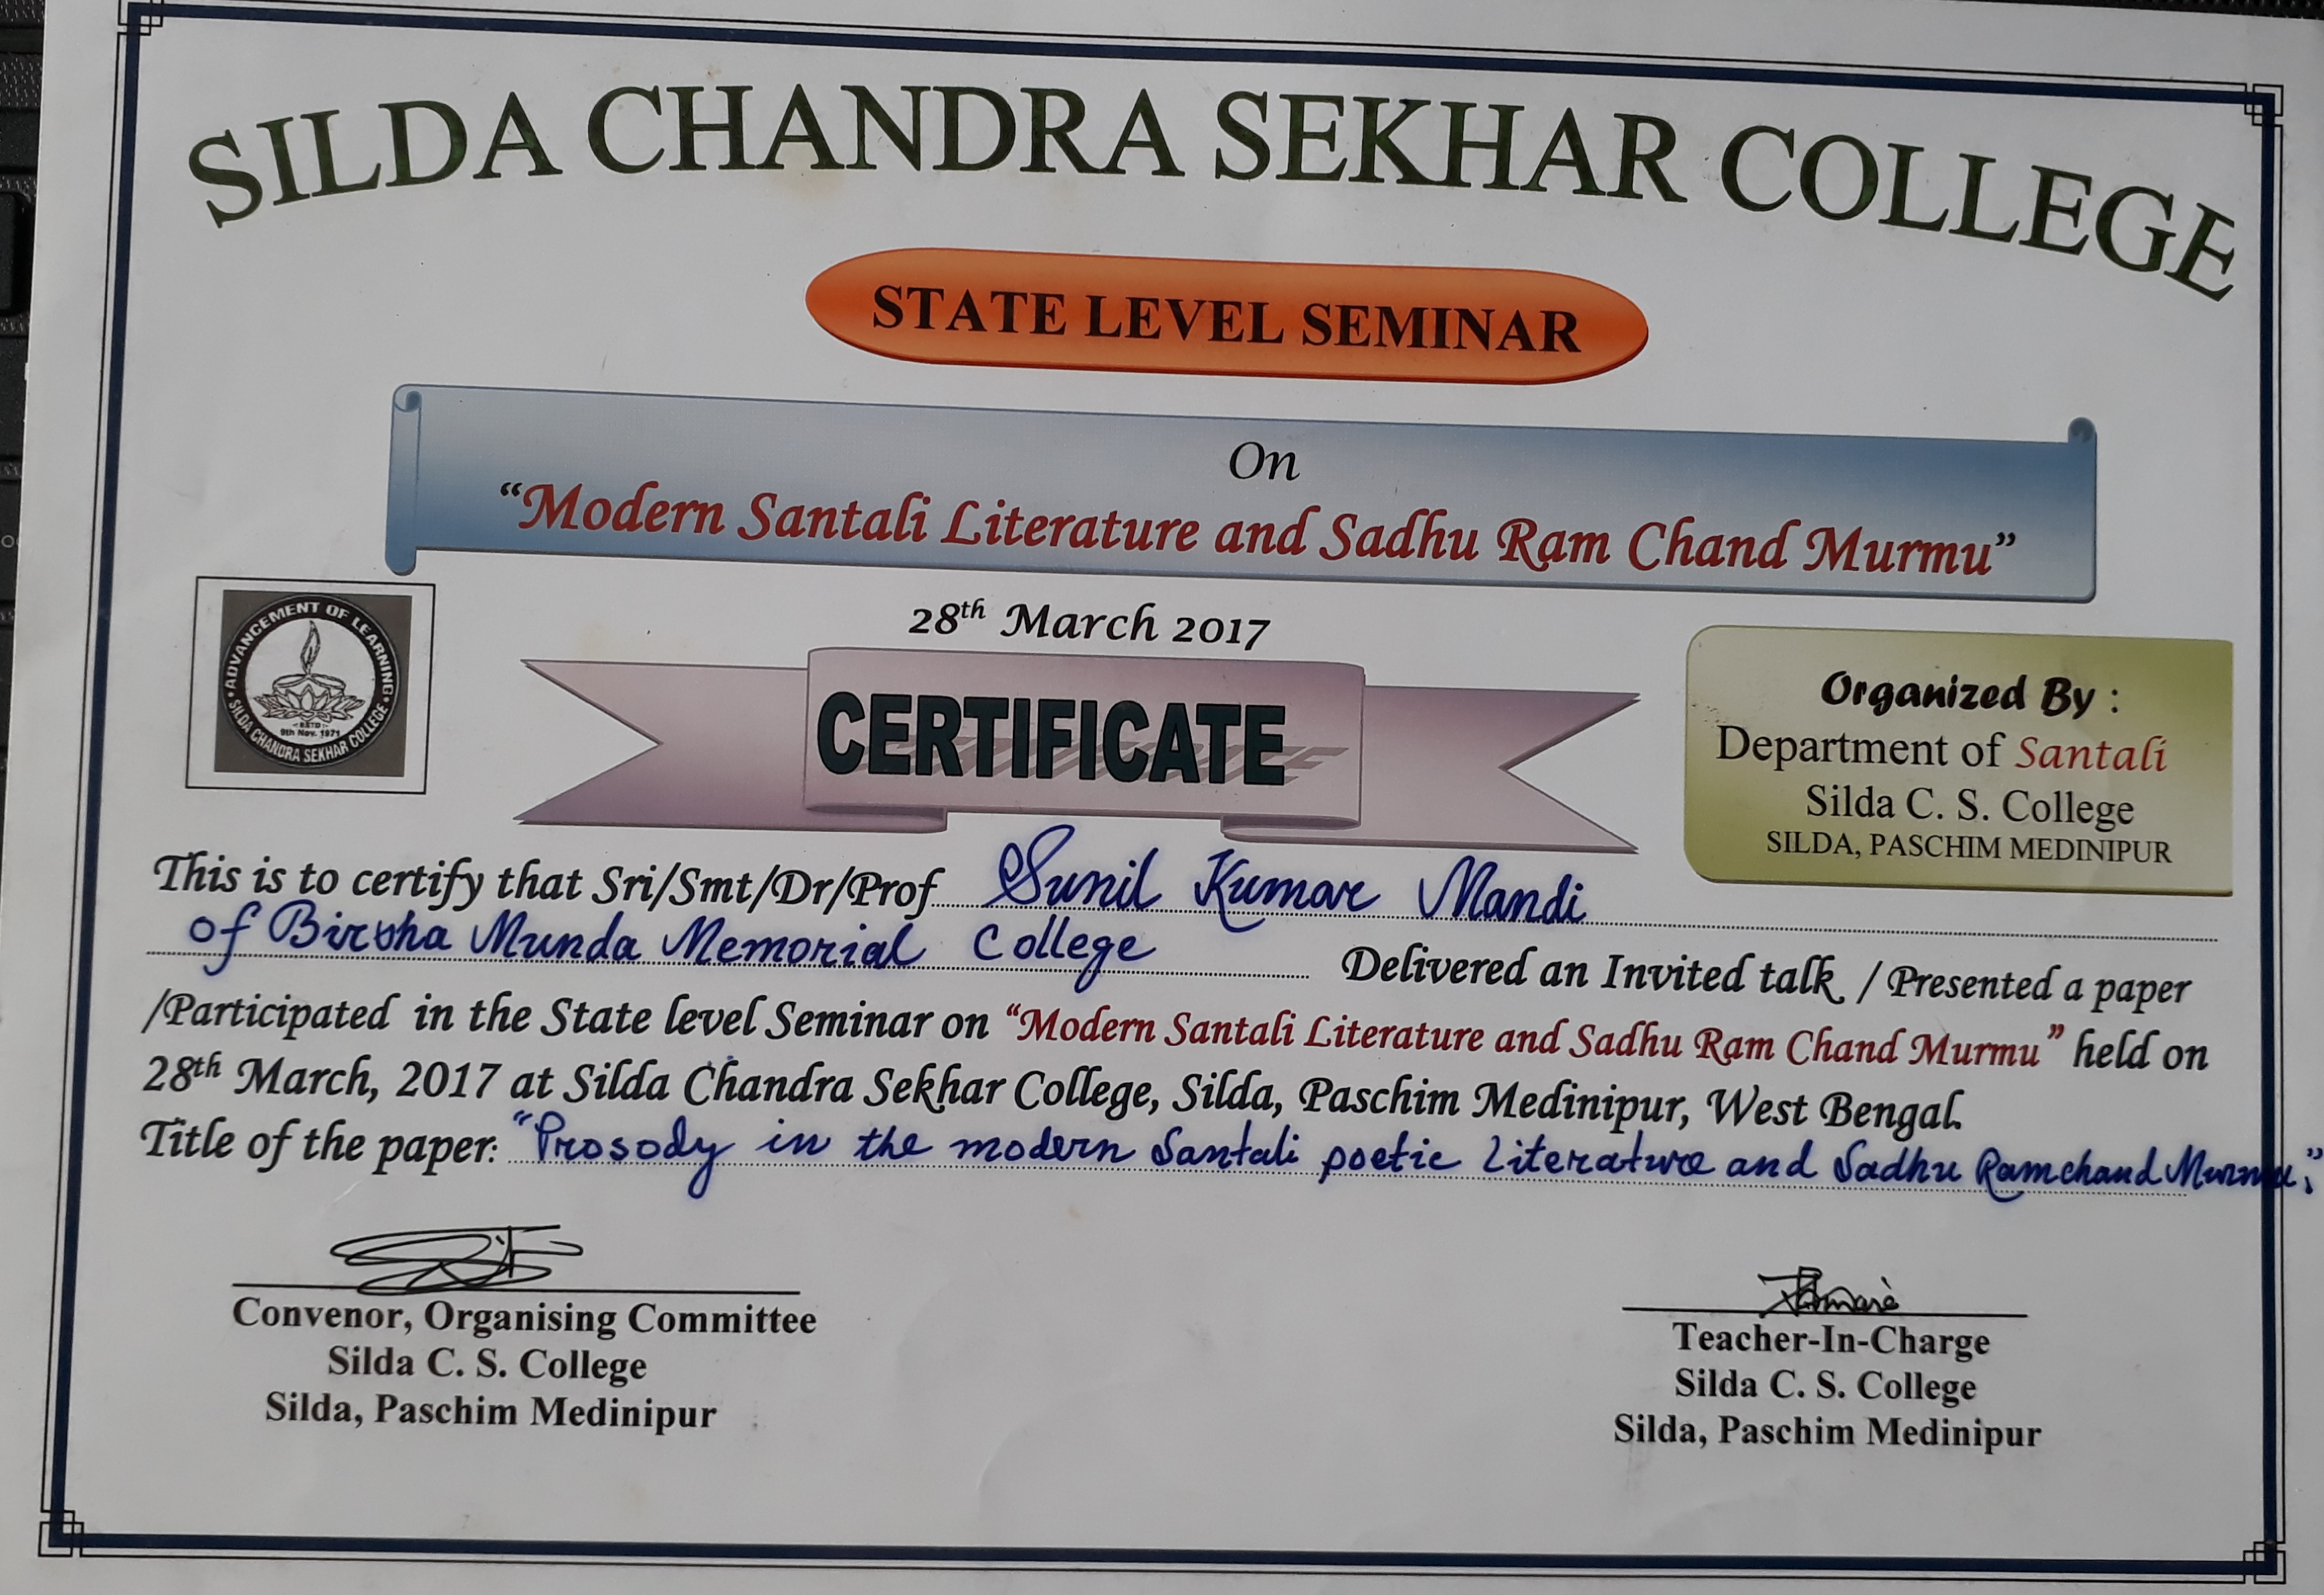 SILDA CHANDRA SEKHAR COLLEGE
STATE LEVEL SEMINAR
On
“Modern Santali Literature and Sadhu Ram Chand Murmu”
28th March 2017
ADVANCEMENT OF LEARNING
ESTD
9th Nov. 1971
SILDA CHANDRA SEKHAR COLLEGE
CERTIFICATE
Organized By :
Department of Santali
Silda C. S. College
SILDA, PASCHIM MEDINIPUR
This is to certify that Sri/Smt/Dr/Prof Sunil Kumar Mandi
of Birsha Munda Memorial College Delivered an Invited talk / Presented a paper
/Participated in the State level Seminar on “Modern Santali Literature and Sadhu Ram Chand Murmu” held on
28th March, 2017 at Silda Chandra Sekhar College, Silda, Paschim Medinipur, West Bengal.
Title of the paper: “Prosody in the modern Santali poetic Literature and Sadhu Ramchand Murmu,”
Convenor, Organising Committee
Silda C. S. College
Silda, Paschim Medinipur
Teacher-In-Charge
Silda C. S. College
Silda, Paschim Medinipur